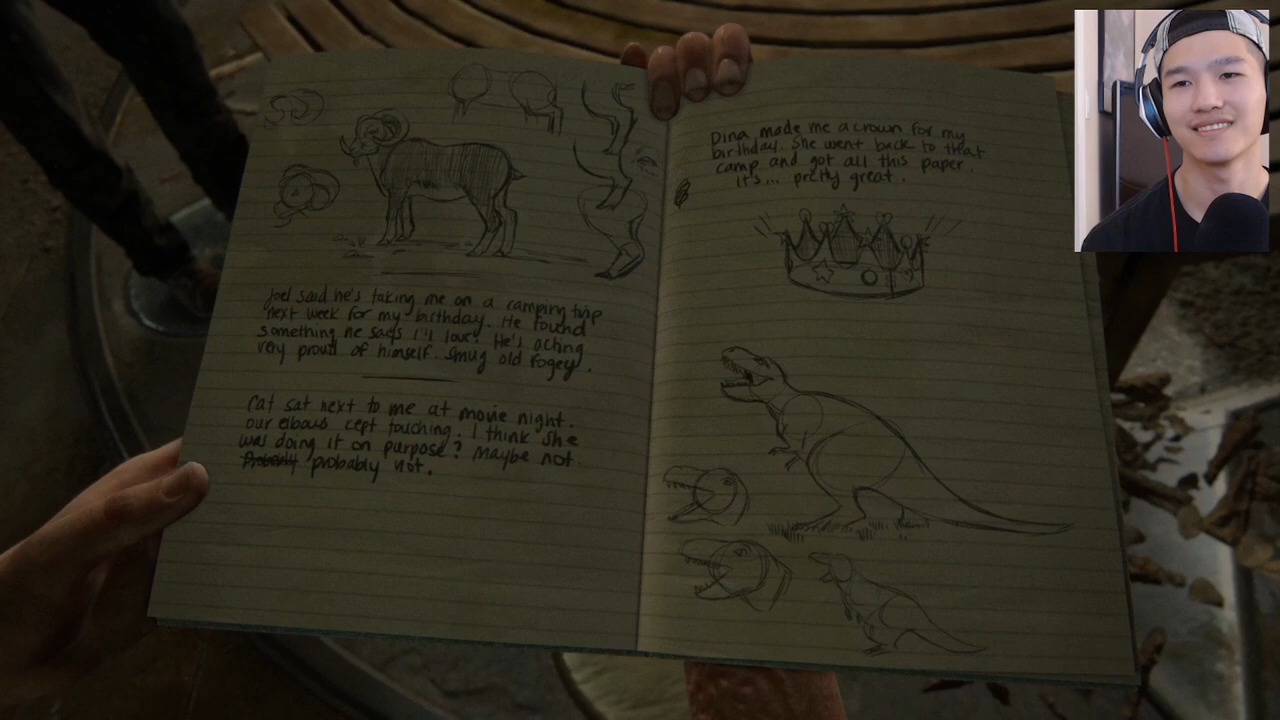 Joel said he's taking me on a camping trip
next week for my birthday. He found
something he says I'll love. He's acting
very proud of himself. Smug old fogey.
Cat sat next to me at movie night.
our elbows kept touching. I think she
was doing it on purpose? Maybe not.
Probably probably not.
Dina made me a crown for my
birthday. She went back to that
camp and got all this paper.
It's... pretty great.